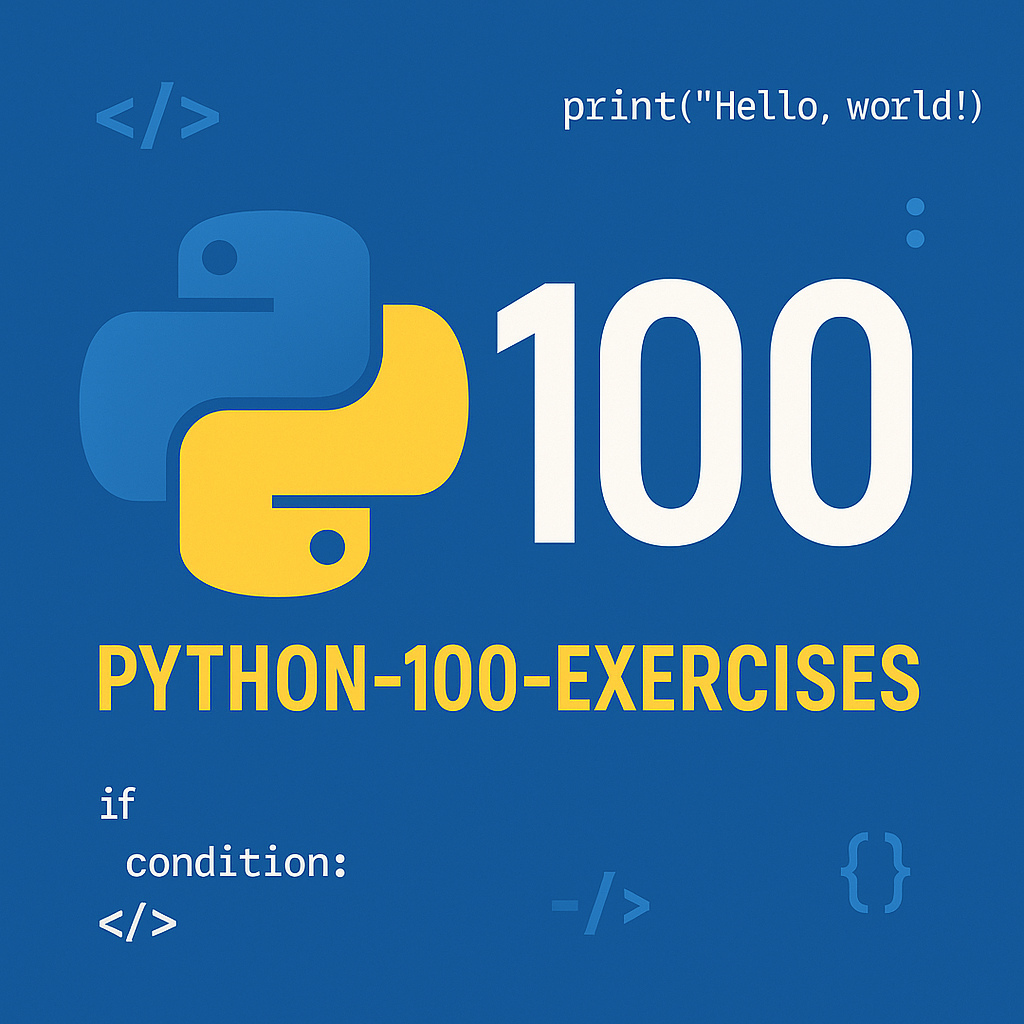 </>
print("Hello, world!)
100
PYTHON-100-EXERCISES
if
condition:
</>
-/>
{}